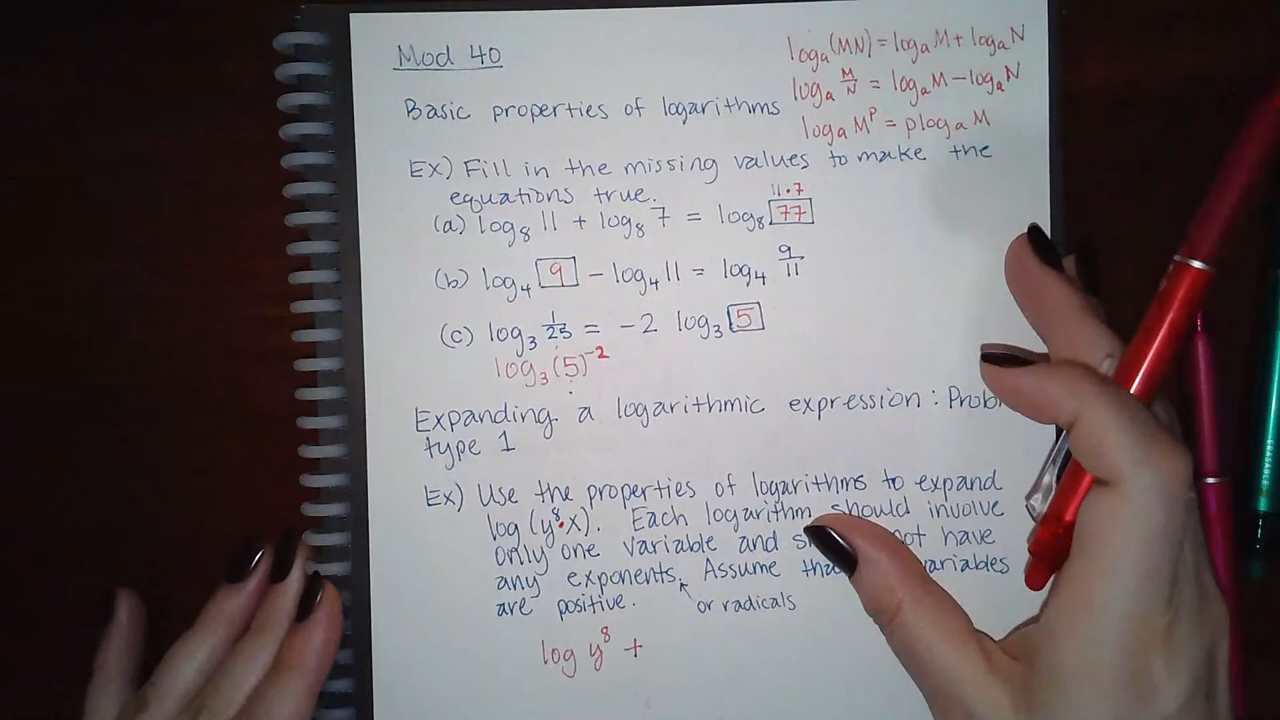 Mod 40
log_a(MN) = log_a M + log_a N
log_a M/N = log_a M - log_a N
log_a M^p = p log_a M
Basic properties of logarithms
Ex) Fill in the missing values to make the
equations true.
11·7
(a) log_8 11 + log_8 7 = log_8 77
(b) log_4 9 - log_4 11 = log_4 9/11
(c) log_3 1/25 = -2 log_3 5
log_3 (5)^-2
Expanding a logarithmic expression:
type 1
Ex) Use the properties of logarithms to expand
log (y^8·x). Each logarithm should involve
only one variable and not have
any exponents. Assume variables
are positive. or radicals
log y^8 +
ERASABLE